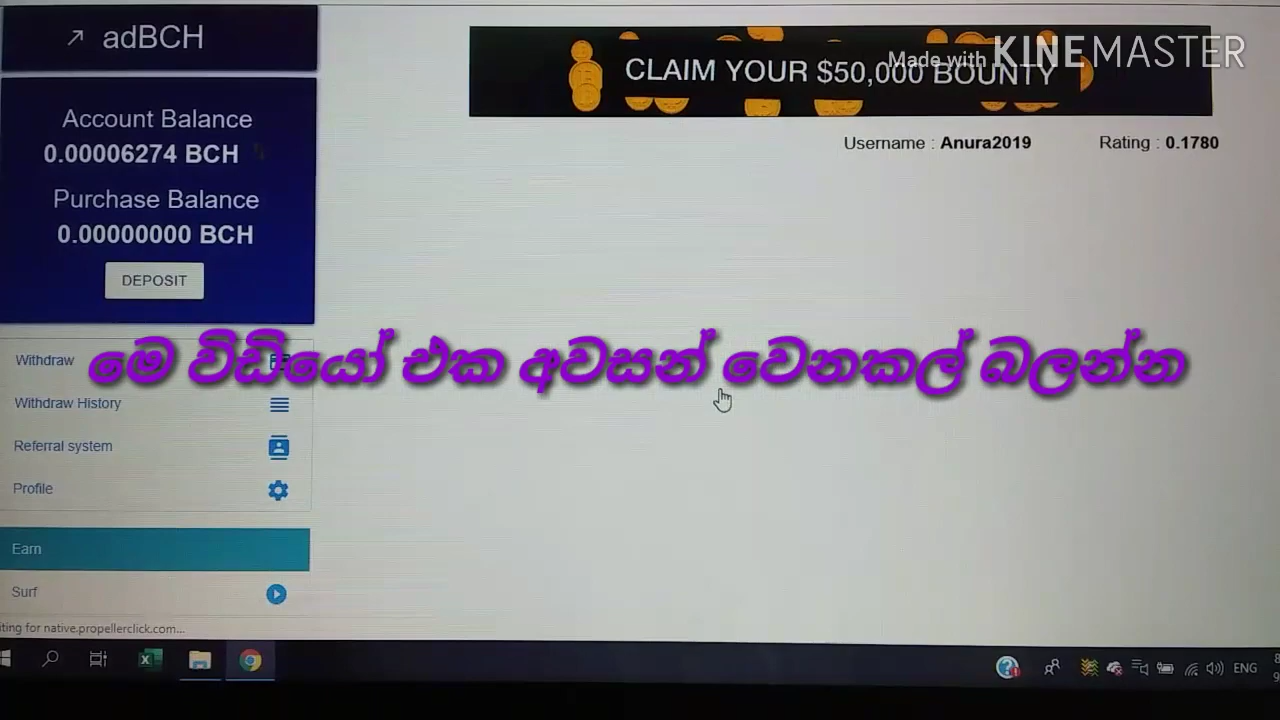 adBCH
Made with KINEMASTER
CLAIM YOUR $50,000 BOUNTY
Account Balance
0.00006274 BCH
Username : Anura2019 Rating : 0.1780
Purchase Balance
0.00000000 BCH
DEPOSIT
මෙ විඩියෝ එක අවසන් වෙනකල් බලන්න
Withdraw
Withdraw History
Referral system
Profile
Earn
Surf
iting for native.propellerclick.com...
ENG